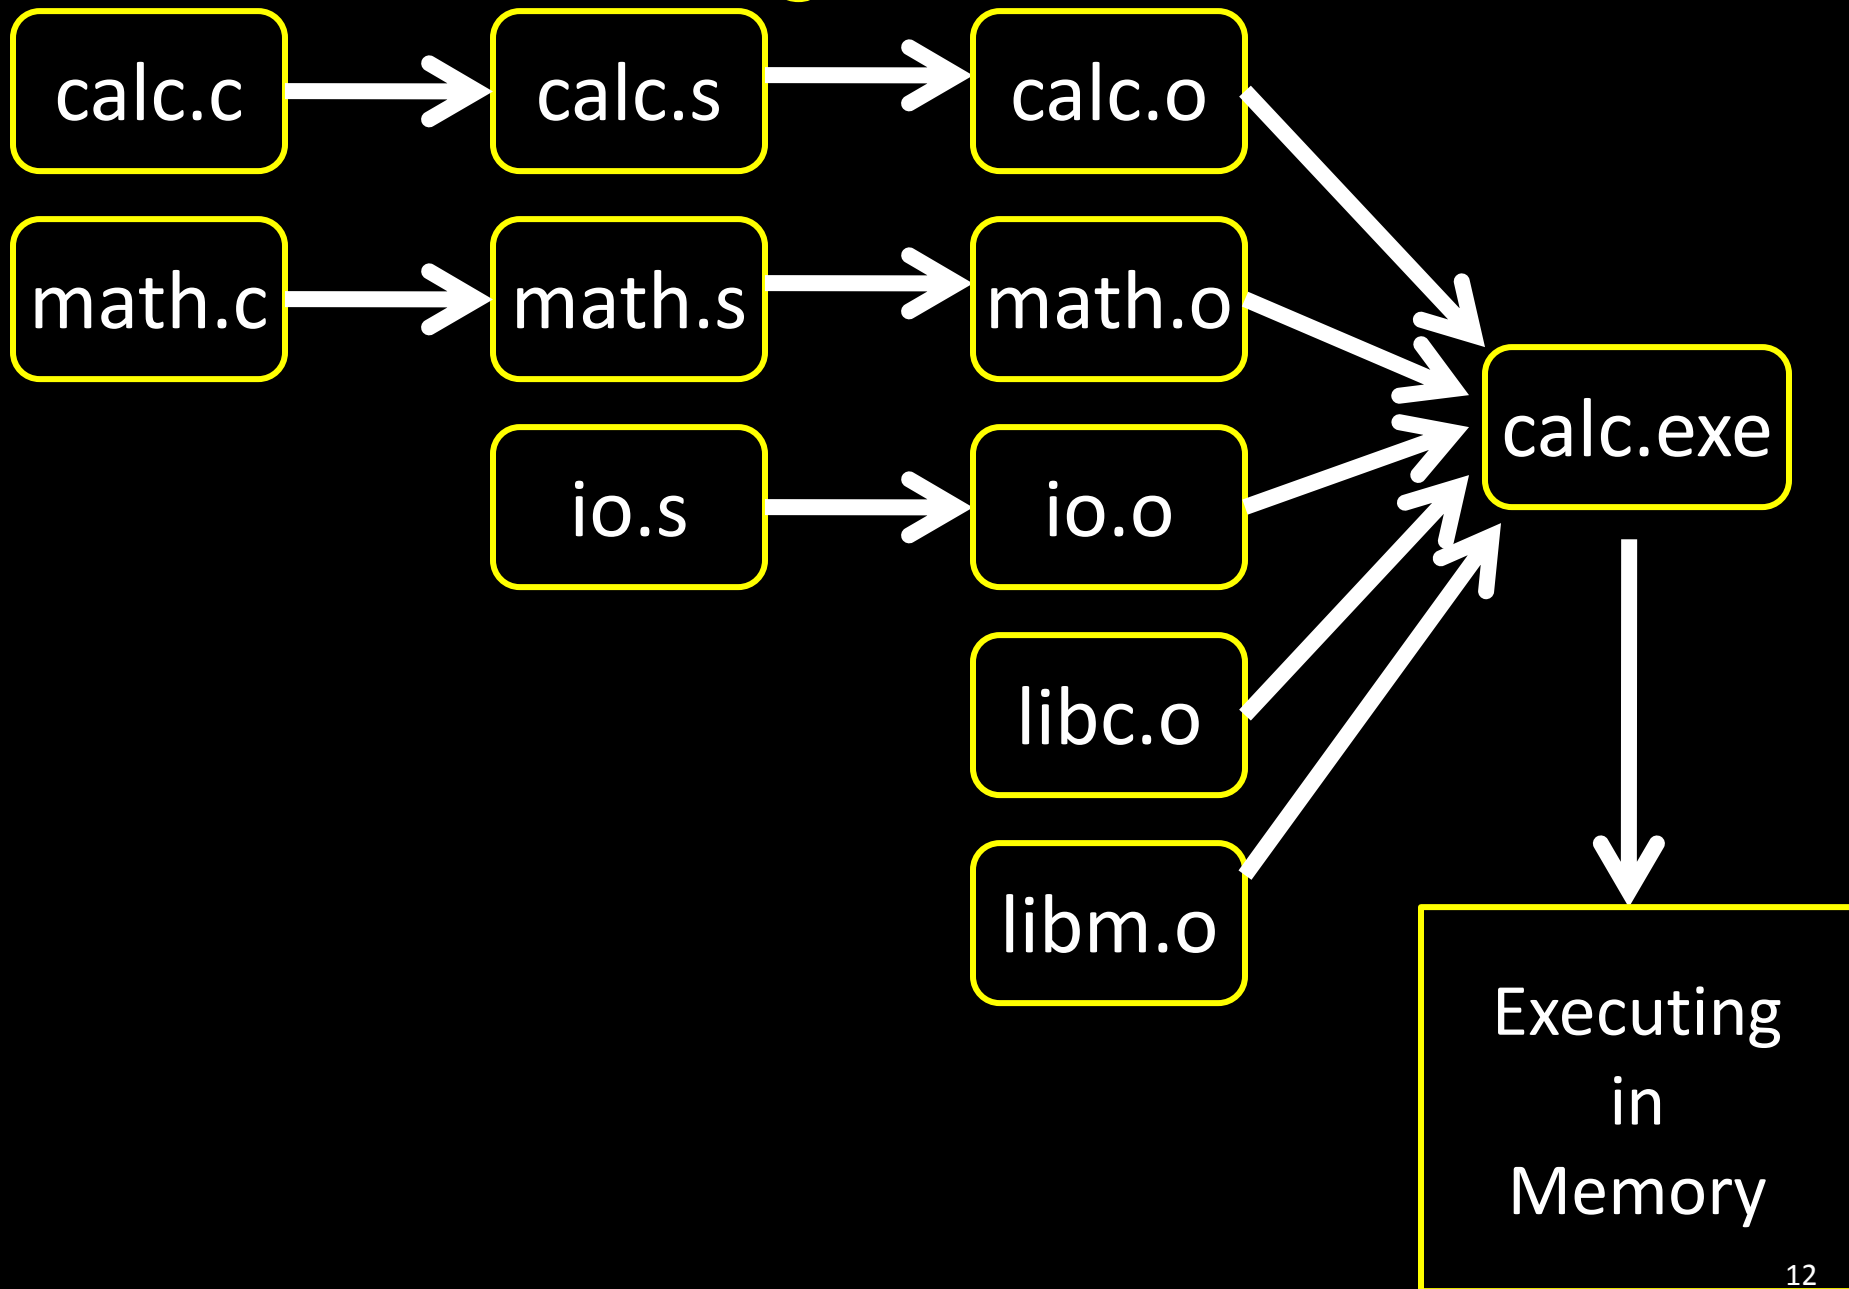 calc.c
calc.s
calc.o
math.c
math.s
math.o
calc.exe
io.s
io.o
libc.o
libm.o
Executing
in
Memory
12